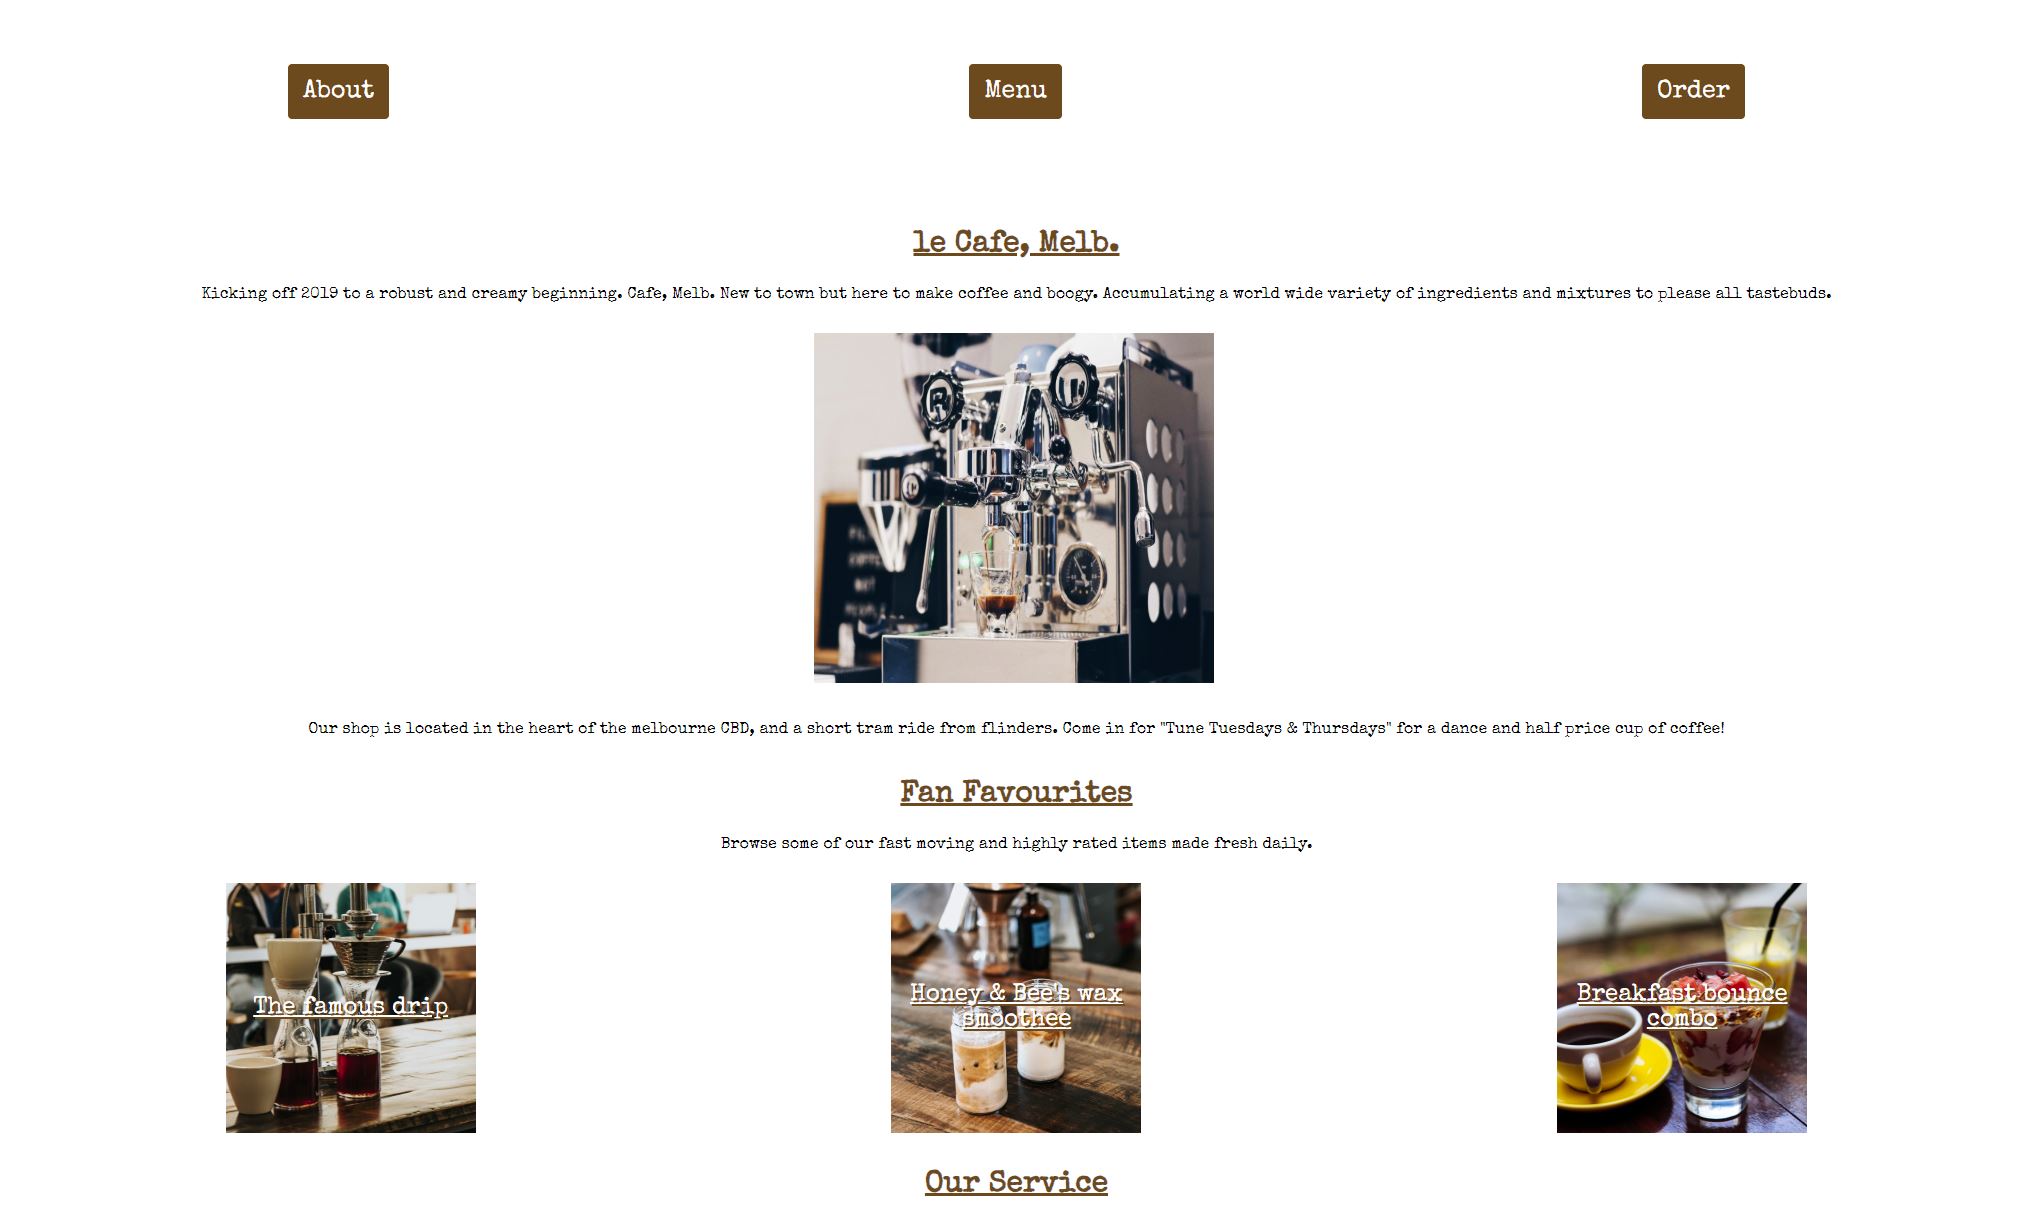 About
Menu
Order
le Cafe, Melb.
Kicking off 2019 to a robust and creamy beginning. Cafe, Melb. New to town but here to make coffee and boogy. Accumulating a world wide variety of ingredients and mixtures to please all tastebuds.
Our shop is located in the heart of the melbourne CBD, and a short tram ride from flinders. Come in for "Tune Tuesdays & Thursdays" for a dance and half price cup of coffee!
Fan Favourites
Browse some of our fast moving and highly rated items made fresh daily.
The famous drip
Honey & Bee's wax
smoothee
Breakfast bounce
combo
Our Service